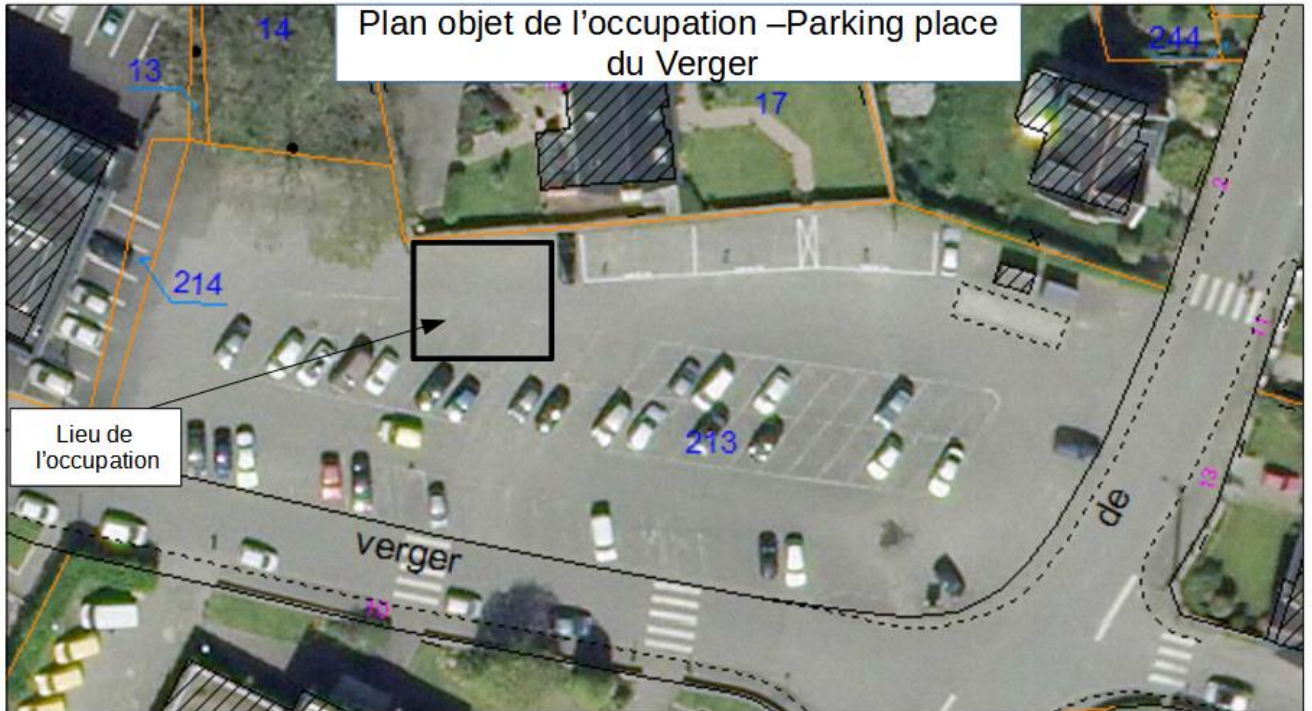 Plan objet de l'occupation –Parking place
du Verger
14
244
13
17
2
214
11
Lieu de
l'occupation
213
13
de
verger